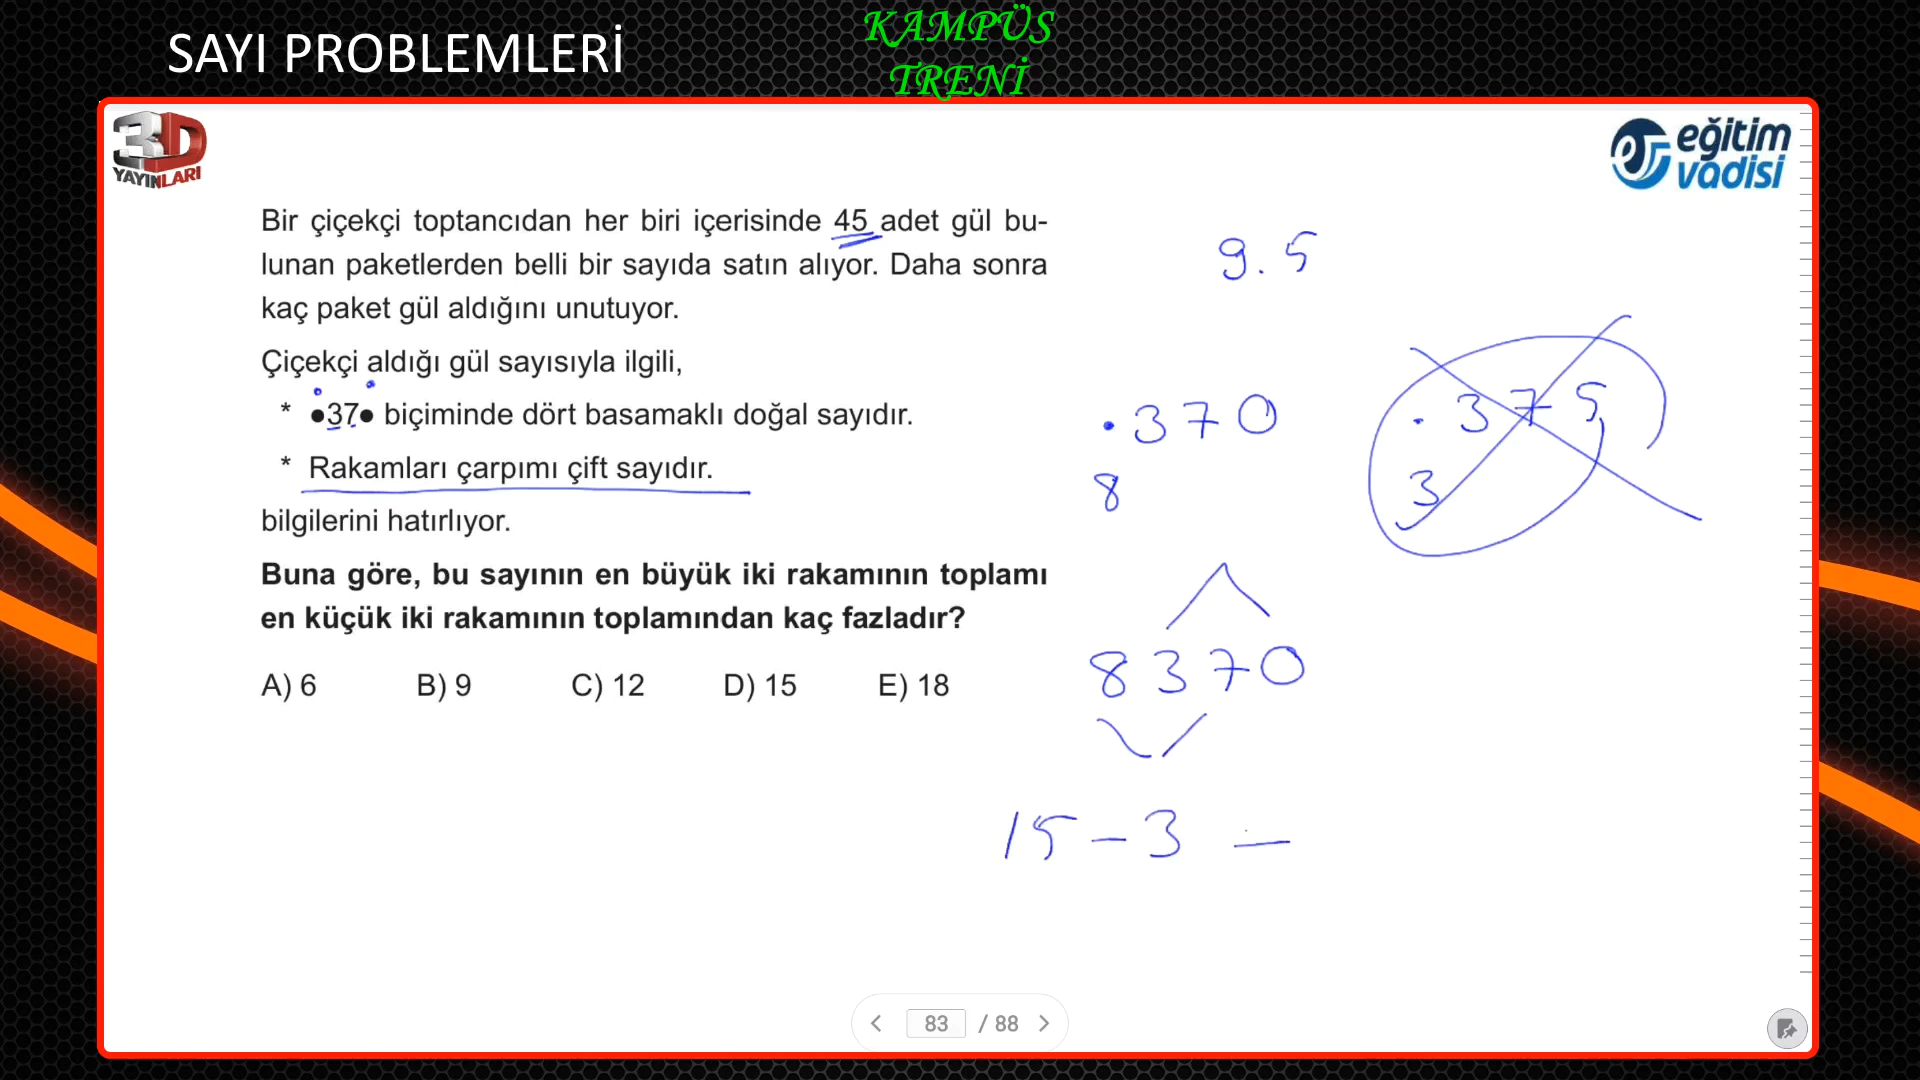 SAYI PROBLEMLERİ
KAMPÜS
TRENİ
3D
YAYINLARI
eğitim
vadisi
Bir çiçekçi toptancıdan her biri içerisinde 45 adet gül bu-
lunan paketlerden belli bir sayıda satın alıyor. Daha sonra
kaç paket gül aldığını unutuyor.
Çiçekçi aldığı gül sayısıyla ilgili,
* ●37● biçiminde dört basamaklı doğal sayıdır.
* Rakamları çarpımı çift sayıdır.
bilgilerini hatırlıyor.
Buna göre, bu sayının en büyük iki rakamının toplamı
en küçük iki rakamının toplamından kaç fazladır?
A) 6 B) 9 C) 12 D) 15 E) 18
9.5
.370
8
.375
3
8370
15-3 =
83 / 88